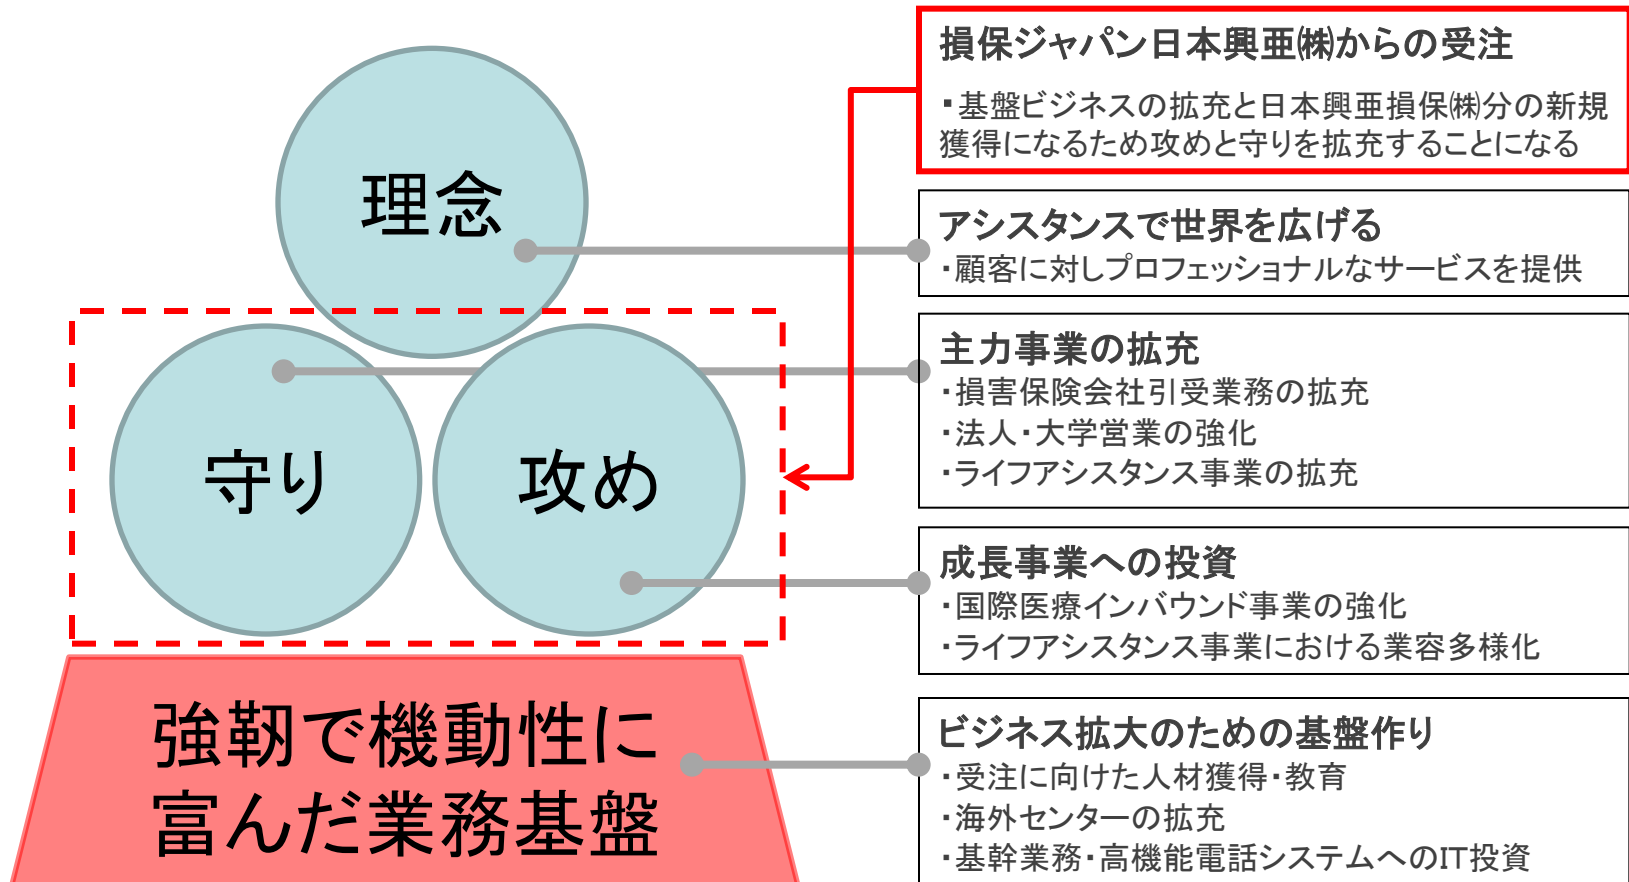 理念
守り
攻め
強靭で機動性に
富んだ業務基盤
損保ジャパン日本興亜㈱からの受注
・基盤ビジネスの拡充と日本興亜損保㈱分の新規
獲得になるため攻めと守りを拡充することになる
アシスタンスで世界を広げる
・顧客に対しプロフェッショナルなサービスを提供
主力事業の拡充
・損害保険会社引受業務の拡充
・法人・大学営業の強化
・ライフアシスタンス事業の拡充
成長事業への投資
・国際医療インバウンド事業の強化
・ライフアシスタンス事業における業容多様化
ビジネス拡大のための基盤作り
・受注に向けた人材獲得・教育
・海外センターの拡充
・基幹業務・高機能電話システムへのIT投資